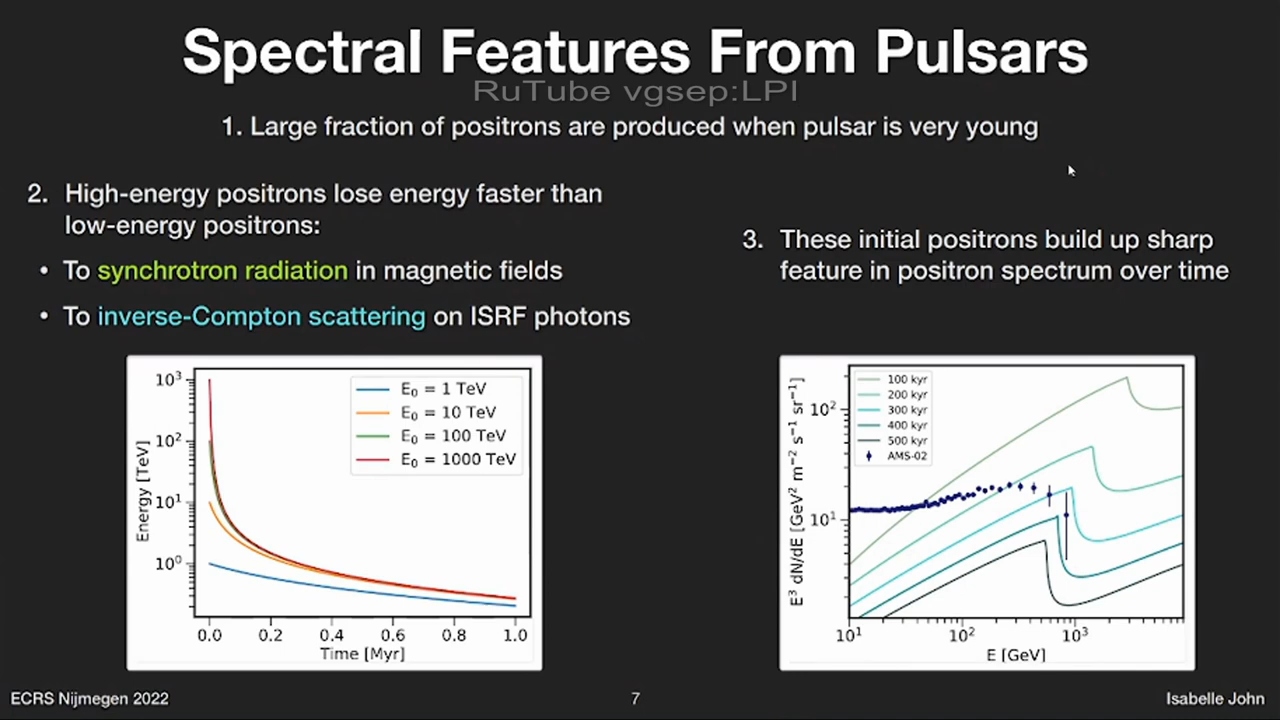 Spectral Features From Pulsars
RuTube vgsep:LPI
1. Large fraction of positrons are produced when pulsar is very young
2. High-energy positrons lose energy faster than
low-energy positrons:
• To synchrotron radiation in magnetic fields
• To inverse-Compton scattering on ISRF photons
3. These initial positrons build up sharp
feature in positron spectrum over time
10³
10²
10¹
10⁰
Energy [TeV]
E₀ = 1 TeV
E₀ = 10 TeV
E₀ = 100 TeV
E₀ = 1000 TeV
0.0 0.2 0.4 0.6 0.8 1.0
Time [Myr]
E³ dN/dE [GeV² m⁻² s⁻¹ sr⁻¹]
10²
10¹
100 kyr
200 kyr
300 kyr
400 kyr
500 kyr
AMS-02
10¹ 10² 10³
E [GeV]
ECRS Nijmegen 2022
7
Isabelle John